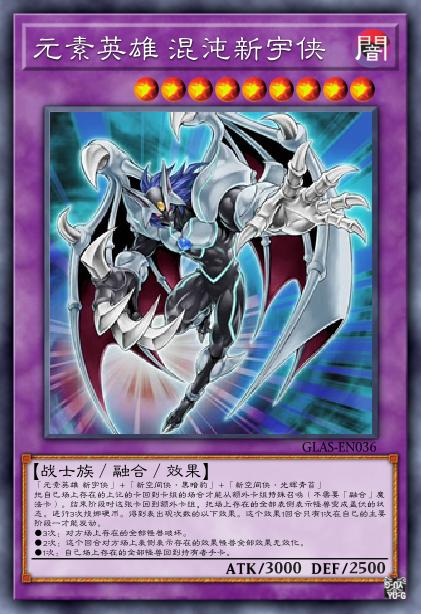 元素英雄 混沌新宇侠
闇
GLAS-EN036
【战士族／融合／效果】
「元素英雄 新宇侠」+「新空间侠·黑暗豹」+「新空间侠·光辉青苔」
把自己场上存在的上记的卡回到卡组的场合才能从额外卡组特殊召唤（不需要「融合」魔法卡）。结束阶段时这张卡回到额外卡组，把场上存在的全部表侧表示怪兽变成盖伏的状态。进行3次投掷硬币。得到表出现次数的以下效果。这个效果1回合只有1次在自己的主要阶段一才能发动。
●3次：对方场上存在的全部怪兽破坏。
●2次：这个回合对方场上表侧表示存在的效果怪兽全部效果无效化。
●1次：自己场上存在的全部怪兽回到持有者手卡。
ATK/3000 DEF/2500